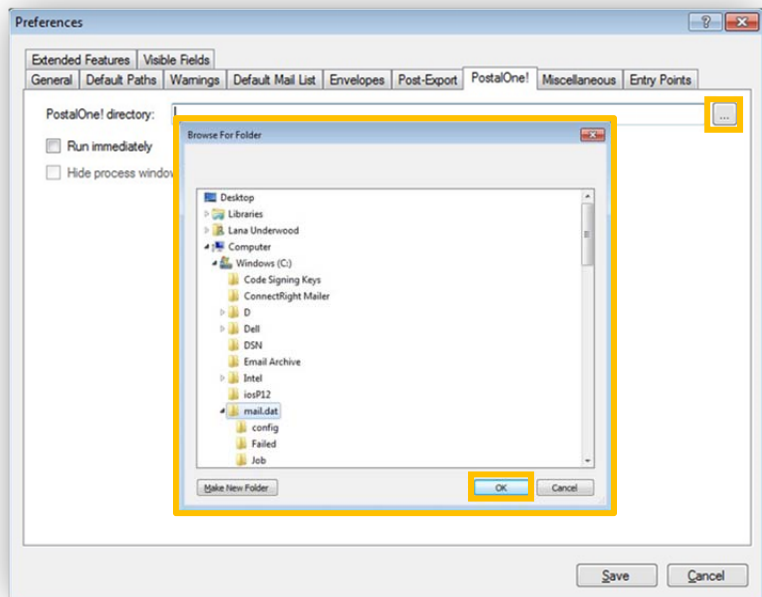 Preferences
Extended Features Visible Fields
General Default Paths Warnings Default Mail List Envelopes Post-Export PostalOne! Miscellaneous Entry Points
PostalOne! directory: ...
Browse For Folder
Run immediately
Hide process window
Desktop
Libraries
Lana Underwood
Computer
Windows (C:)
Code Signing Keys
ConnectRight Mailer
D
Dell
DSN
Email Archive
Intel
iosP12
mail.dat
config
Failed
Job
Make New Folder OK Cancel
Save Cancel